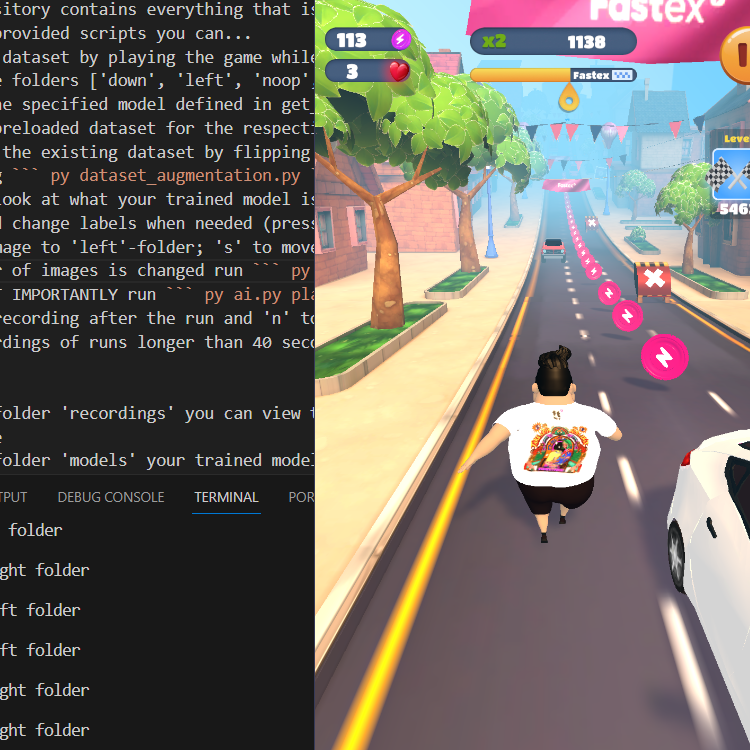 sitory contains everything that is
provided scripts you can...
dataset by playing the game while
e folders ['down', 'left', 'noop'
he specified model defined in get_
preloaded dataset for the respecti
the existing dataset by flipping
g ``` py dataset_augmentation.py `
look at what your trained model is
d change labels when needed (press
mage to 'left'-folder; 's' to move
r of images is changed run ``` py
T IMPORTANTLY run ``` py ai.py pla
recording after the run and 'n' to
rdings of runs longer than 40 seco
folder 'recordings' you can view t
e
folder 'models' your trained model
TPUT DEBUG CONSOLE TERMINAL POR
folder
ght folder
ft folder
ft folder
ght folder
ght folder
Fastex
113
x2 1138
3
Fastex
Leve
546